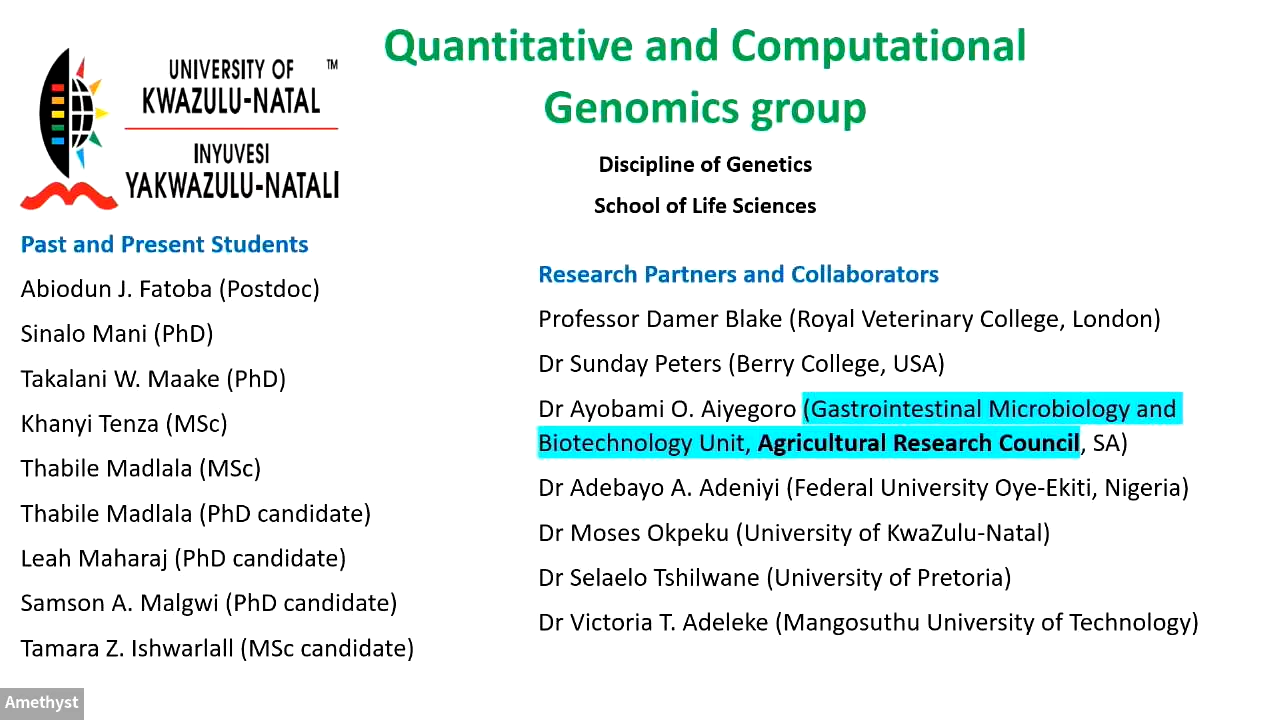 UNIVERSITY OF ™
KWAZULU-NATAL
INYUVESI
YAKWAZULU-NATALI
Quantitative and Computational
Genomics group
Discipline of Genetics
School of Life Sciences
Past and Present Students
Abiodun J. Fatoba (Postdoc)
Sinalo Mani (PhD)
Takalani W. Maake (PhD)
Khanyi Tenza (MSc)
Thabile Madlala (MSc)
Thabile Madlala (PhD candidate)
Leah Maharaj (PhD candidate)
Samson A. Malgwi (PhD candidate)
Tamara Z. Ishwarlall (MSc candidate)
Research Partners and Collaborators
Professor Damer Blake (Royal Veterinary College, London)
Dr Sunday Peters (Berry College, USA)
Dr Ayobami O. Aiyegoro (Gastrointestinal Microbiology and
Biotechnology Unit, Agricultural Research Council, SA)
Dr Adebayo A. Adeniyi (Federal University Oye-Ekiti, Nigeria)
Dr Moses Okpeku (University of KwaZulu-Natal)
Dr Selaelo Tshilwane (University of Pretoria)
Dr Victoria T. Adeleke (Mangosuthu University of Technology)
Amethyst